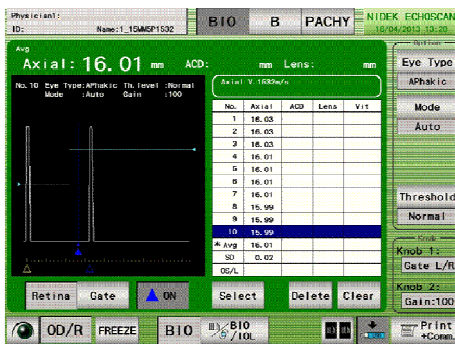 Physician1:
ID: Name:1_15MM5P1532
BIO B PACHY
NIDEK ECHOSCAN
16/04/2013 13:20
Avg
Axial: 16.01 mm ACD: mm Lens: mm
No.10 Eye Type:APhakic Th.level :Normal
Mode :Auto Gain :100
Axial V.1532m/s
No. Axial ACD Lens Vit
1 16.03
2 16.03
3 16.03
4 16.01
5 16.01
6 16.01
7 16.01
8 15.99
9 15.99
10 15.99
* Avg 16.01
SD 0.02
OS/L
Option
Eye Type
APhakic
Mode
Auto
Threshold
Normal
Knob
Knob 1:
Gate L/R
Knob 2:
Gain:100
Retina Gate ON Select Delete Clear
OD/R FREEZE BIO BIO /IOL Print +Comm.